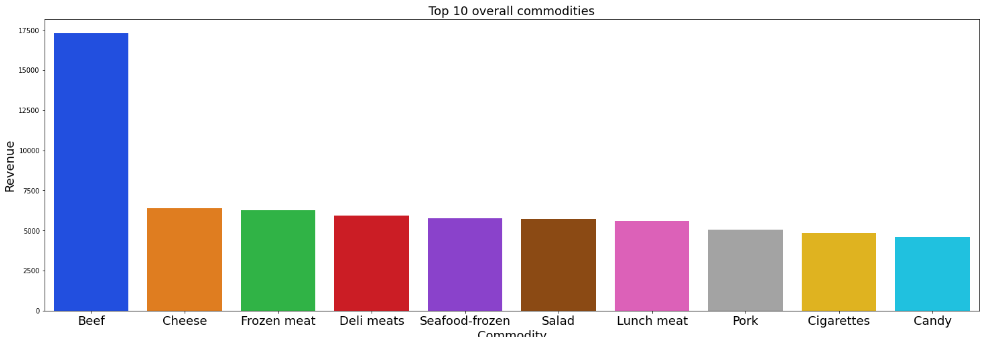 Top 10 overall commodities
17500
15000
12500
10000
7500
5000
2500
0
Revenue
Beef Cheese Frozen meat Deli meats Seafood-frozen Salad Lunch meat Pork Cigarettes Candy
Commodity